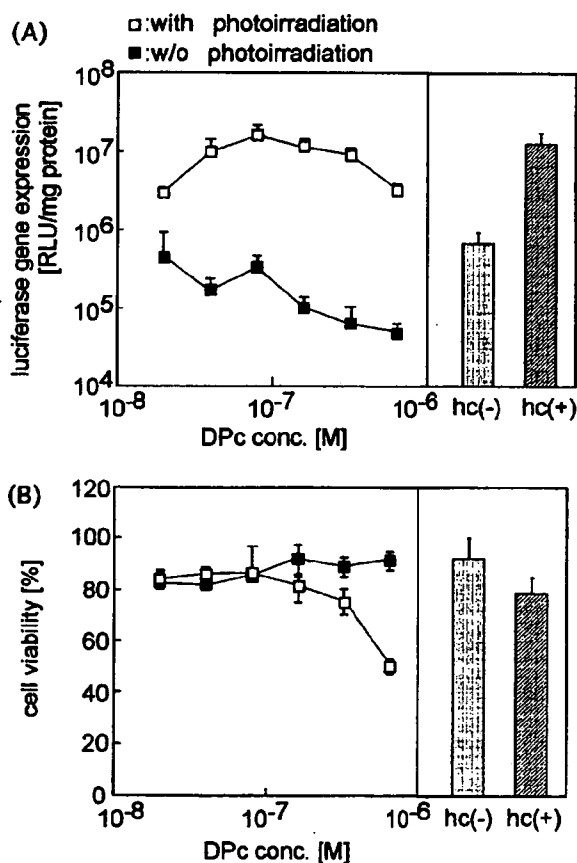 (A)
□:with photoirradiation
■:w/o photoirradiation
luciferase gene expression
[RLU/mg protein]
10^8
10^7
10^6
10^5
10^4
10^-8
10^-7
10^-6
hc(-)
hc(+)
DPc conc. [M]
(B)
cell viability [%]
120
100
80
60
40
20
0
10^-8
10^-7
10^-6
hc(-)
hc(+)
DPc conc. [M]